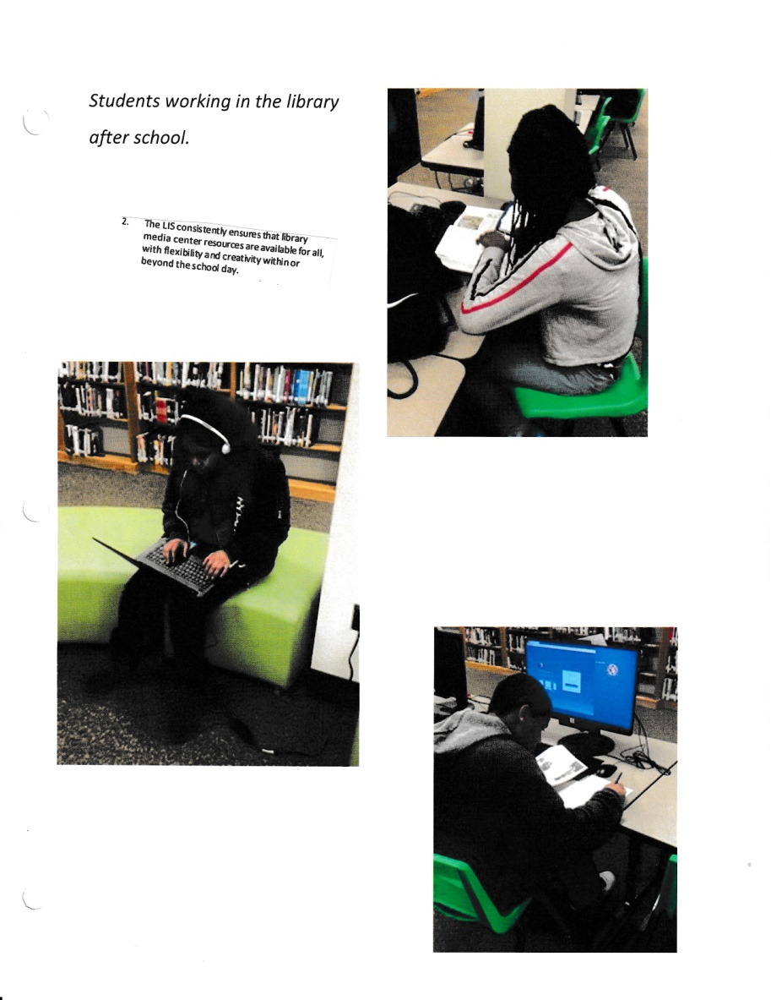 Students working in the library
after school.
2. The LIS consistently ensures that library
media center resources are available for all,
with flexibility and creativity within or
beyond the school day.